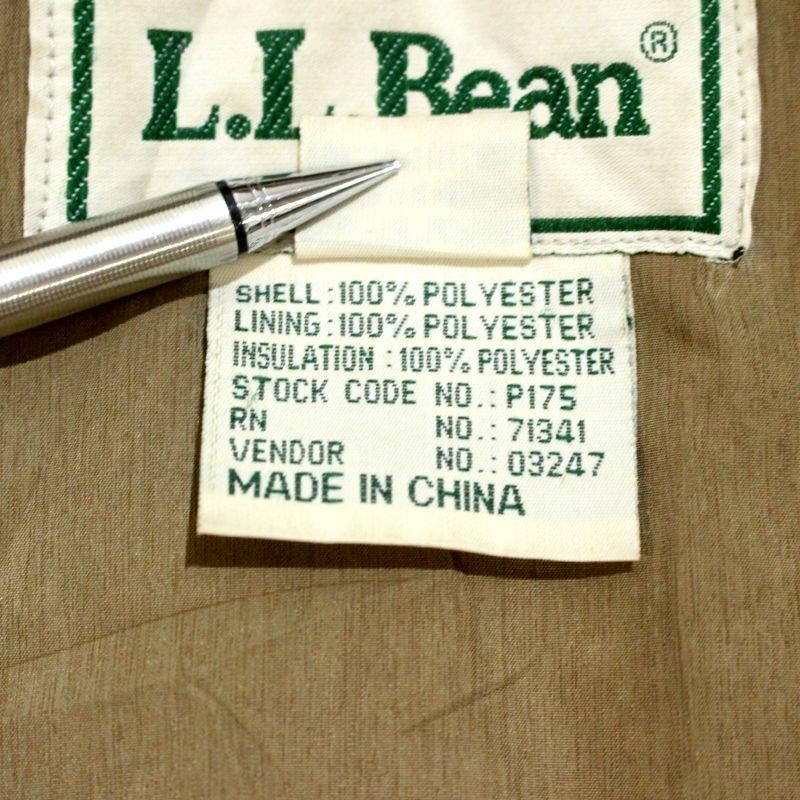 L.L.Bean®
SHELL:100% POLYESTER
LINING:100% POLYESTER
INSULATION:100% POLYESTER
STOCK CODE NO.: P175
RN NO.: 71341
VENDOR NO.: 03247
MADE IN CHINA